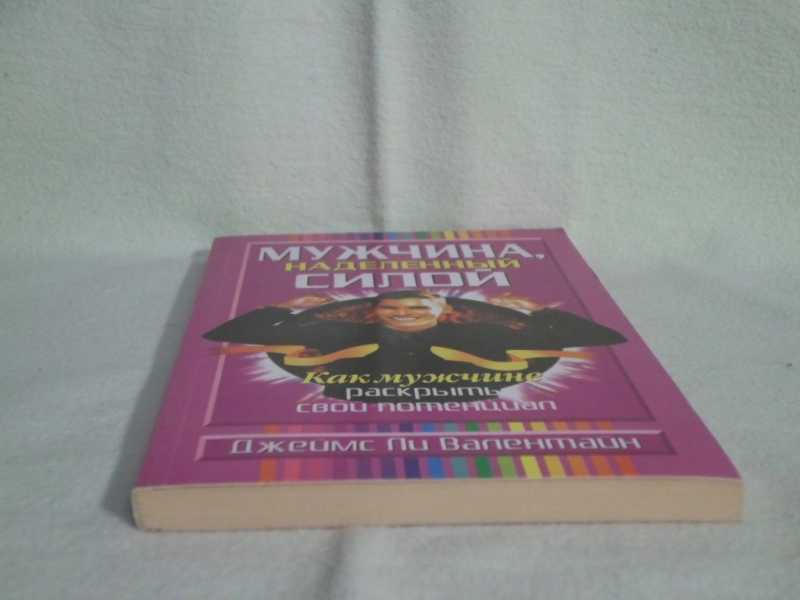 МУЖЧИНА,
НАДЕЛЕННЫЙ
СИЛОЙ
Как мужчине
раскрыть
свой потенциал
Джеймс Ли Валентайн